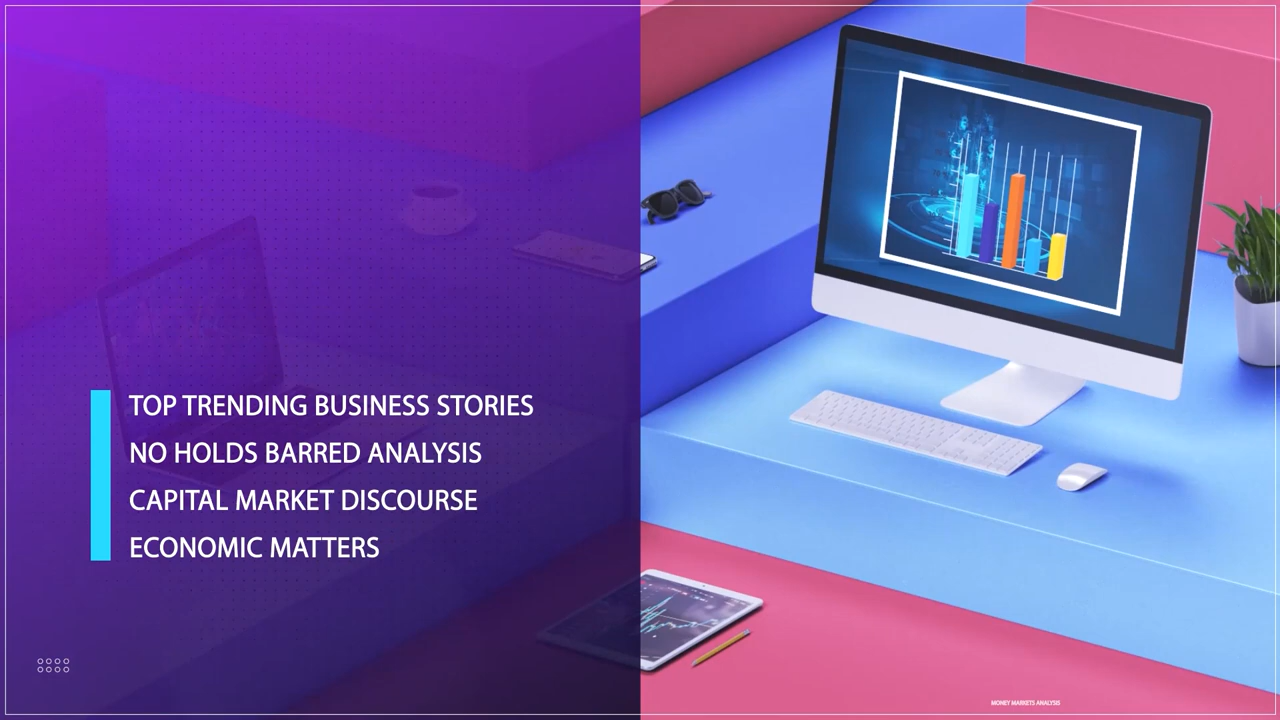 TOP TRENDING BUSINESS STORIES
NO HOLDS BARRED ANALYSIS
CAPITAL MARKET DISCOURSE
ECONOMIC MATTERS
MONEY MARKETS ANALYSIS